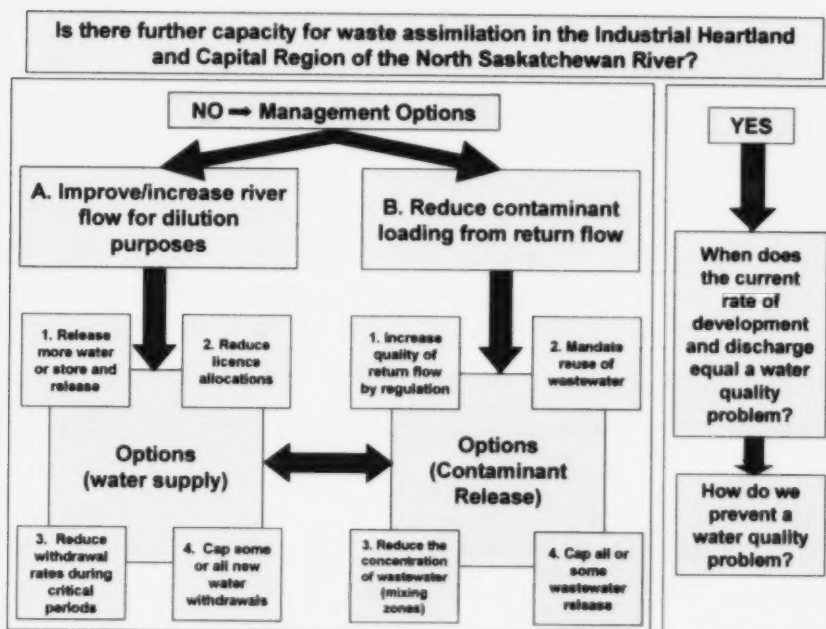 Is there further capacity for waste assimilation in the Industrial Heartland
and Capital Region of the North Saskatchewan River?
NO ➡ Management Options
A. Improve/increase river
flow for dilution
purposes
B. Reduce contaminant
loading from return flow
1. Release
more water
or store and
release
2. Reduce
licence
allocations
Options
(water supply)
3. Reduce
withdrawal
rates during
critical
periods
4. Cap some
or all new
water
withdrawals
1. Increase
quality of
return flow
by regulation
2. Mandate
reuse of
wastewater
Options
(Contaminant
Release)
3. Reduce the
concentration
of wastewater
(mixing
zones)
4. Cap all or
some
wastewater
release
YES
When does
the current
rate of
development
and discharge
equal a water
quality
problem?
How do we
prevent a
water quality
problem?